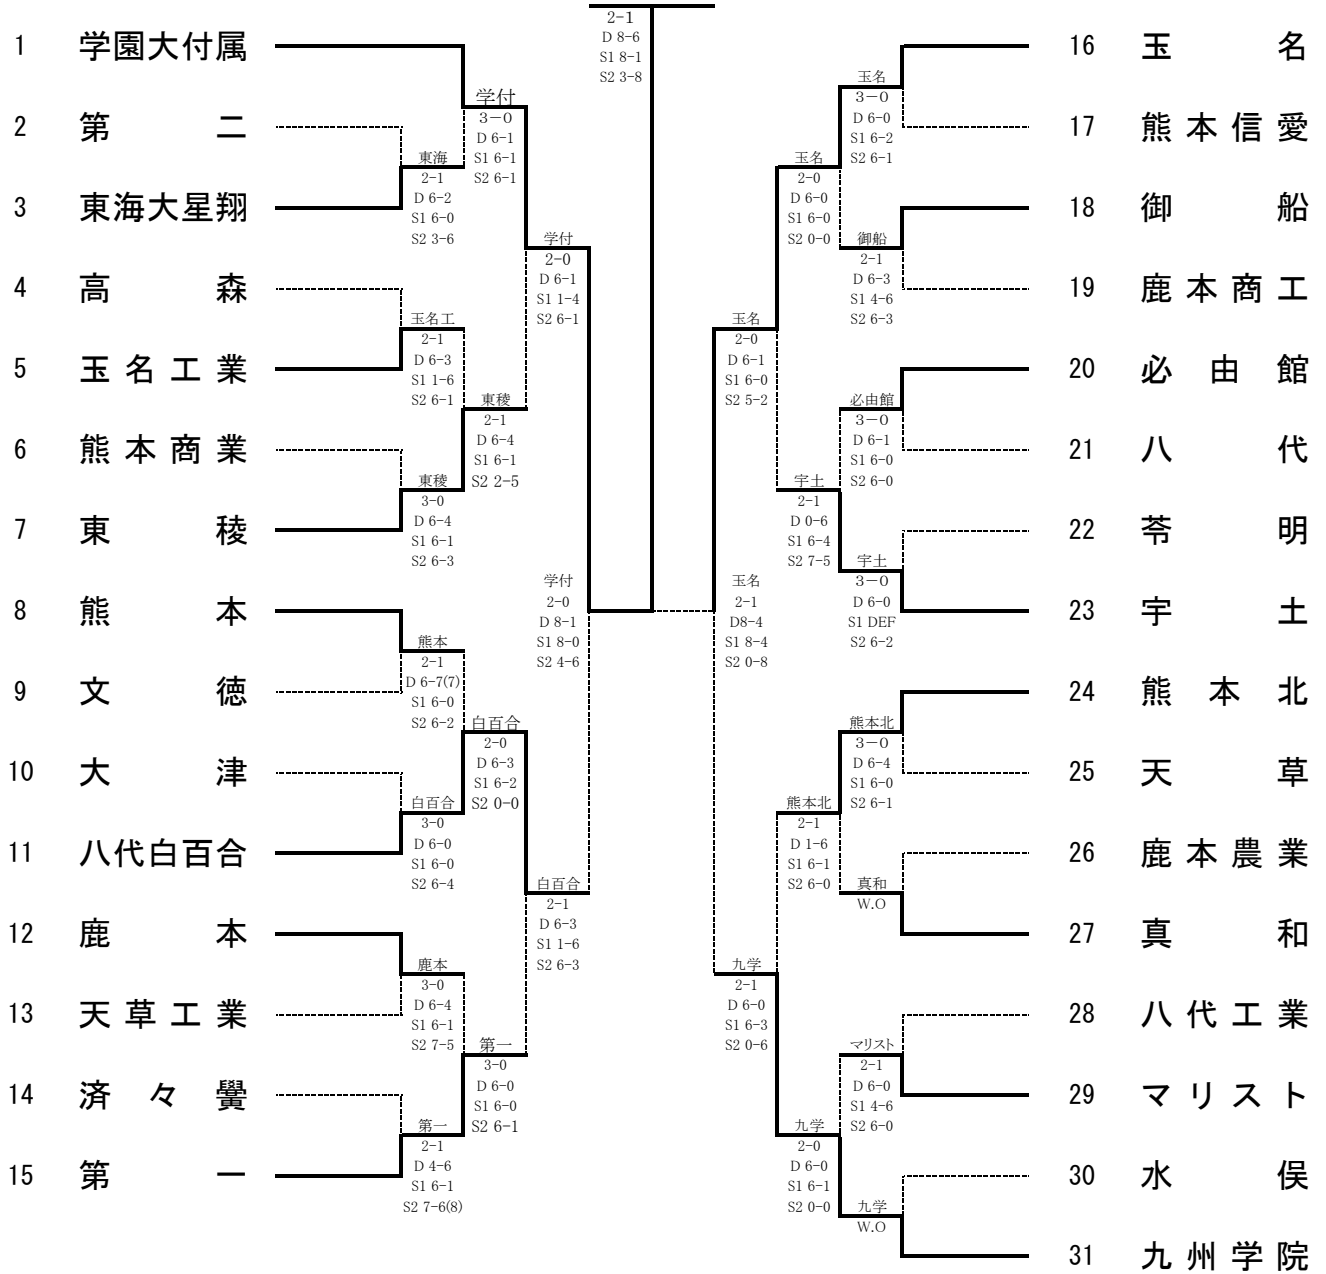 2-1
D 8-6
S1 8-1
S2 3-8
1 学園大付属
2 第二
3 東海大星翔
4 高森
5 玉名工業
6 熊本商業
7 東稜
8 熊本
9 文徳
10 大津
11 八代白百合
12 鹿本
13 天草工業
14 済々黌
15 第一
東海
2-1
D 6-2
S1 6-0
S2 3-6
玉名工
2-1
D 6-3
S1 1-6
S2 6-1
東稜
3-0
D 6-4
S1 6-1
S2 6-3
熊本
2-1
D 6-7(7)
S1 6-0
S2 6-2
白百合
3-0
D 6-0
S1 6-0
S2 6-4
鹿本
3-0
D 6-4
S1 6-1
S2 7-5
第一
2-1
D 4-6
S1 6-1
S2 7-6(8)
学付
3-0
D 6-1
S1 6-1
S2 6-1
東稜
2-1
D 6-4
S1 6-1
S2 2-5
白百合
2-0
D 6-3
S1 6-2
S2 0-0
第一
3-0
D 6-0
S1 6-0
S2 6-1
学付
2-0
D 6-1
S1 1-4
S2 6-1
白百合
2-1
D 6-3
S1 1-6
S2 6-3
学付
2-0
D 8-1
S1 8-0
S2 4-6
玉名
2-1
D8-4
S1 8-4
S2 0-8
玉名
2-0
D 6-1
S1 6-0
S2 5-2
九学
2-1
D 6-0
S1 6-3
S2 0-6
玉名
2-0
D 6-0
S1 6-0
S2 0-0
宇土
2-1
D 0-6
S1 6-4
S2 7-5
熊本北
2-1
D 1-6
S1 6-1
S2 6-0
九学
2-0
D 6-0
S1 6-1
S2 0-0
玉名
3-0
D 6-0
S1 6-2
S2 6-1
御船
2-1
D 6-3
S1 4-6
S2 6-3
必由館
3-0
D 6-1
S1 6-0
S2 6-0
宇土
3-0
D 6-0
S1 DEF
S2 6-2
熊本北
3-0
D 6-4
S1 6-0
S2 6-1
真和
W.O
マリスト
2-1
D 6-0
S1 4-6
S2 6-0
九学
W.O
16 玉名
17 熊本信愛
18 御船
19 鹿本商工
20 必由館
21 八代
22 苓明
23 宇土
24 熊本北
25 天草
26 鹿本農業
27 真和
28 八代工業
29 マリスト
30 水俣
31 九州学院